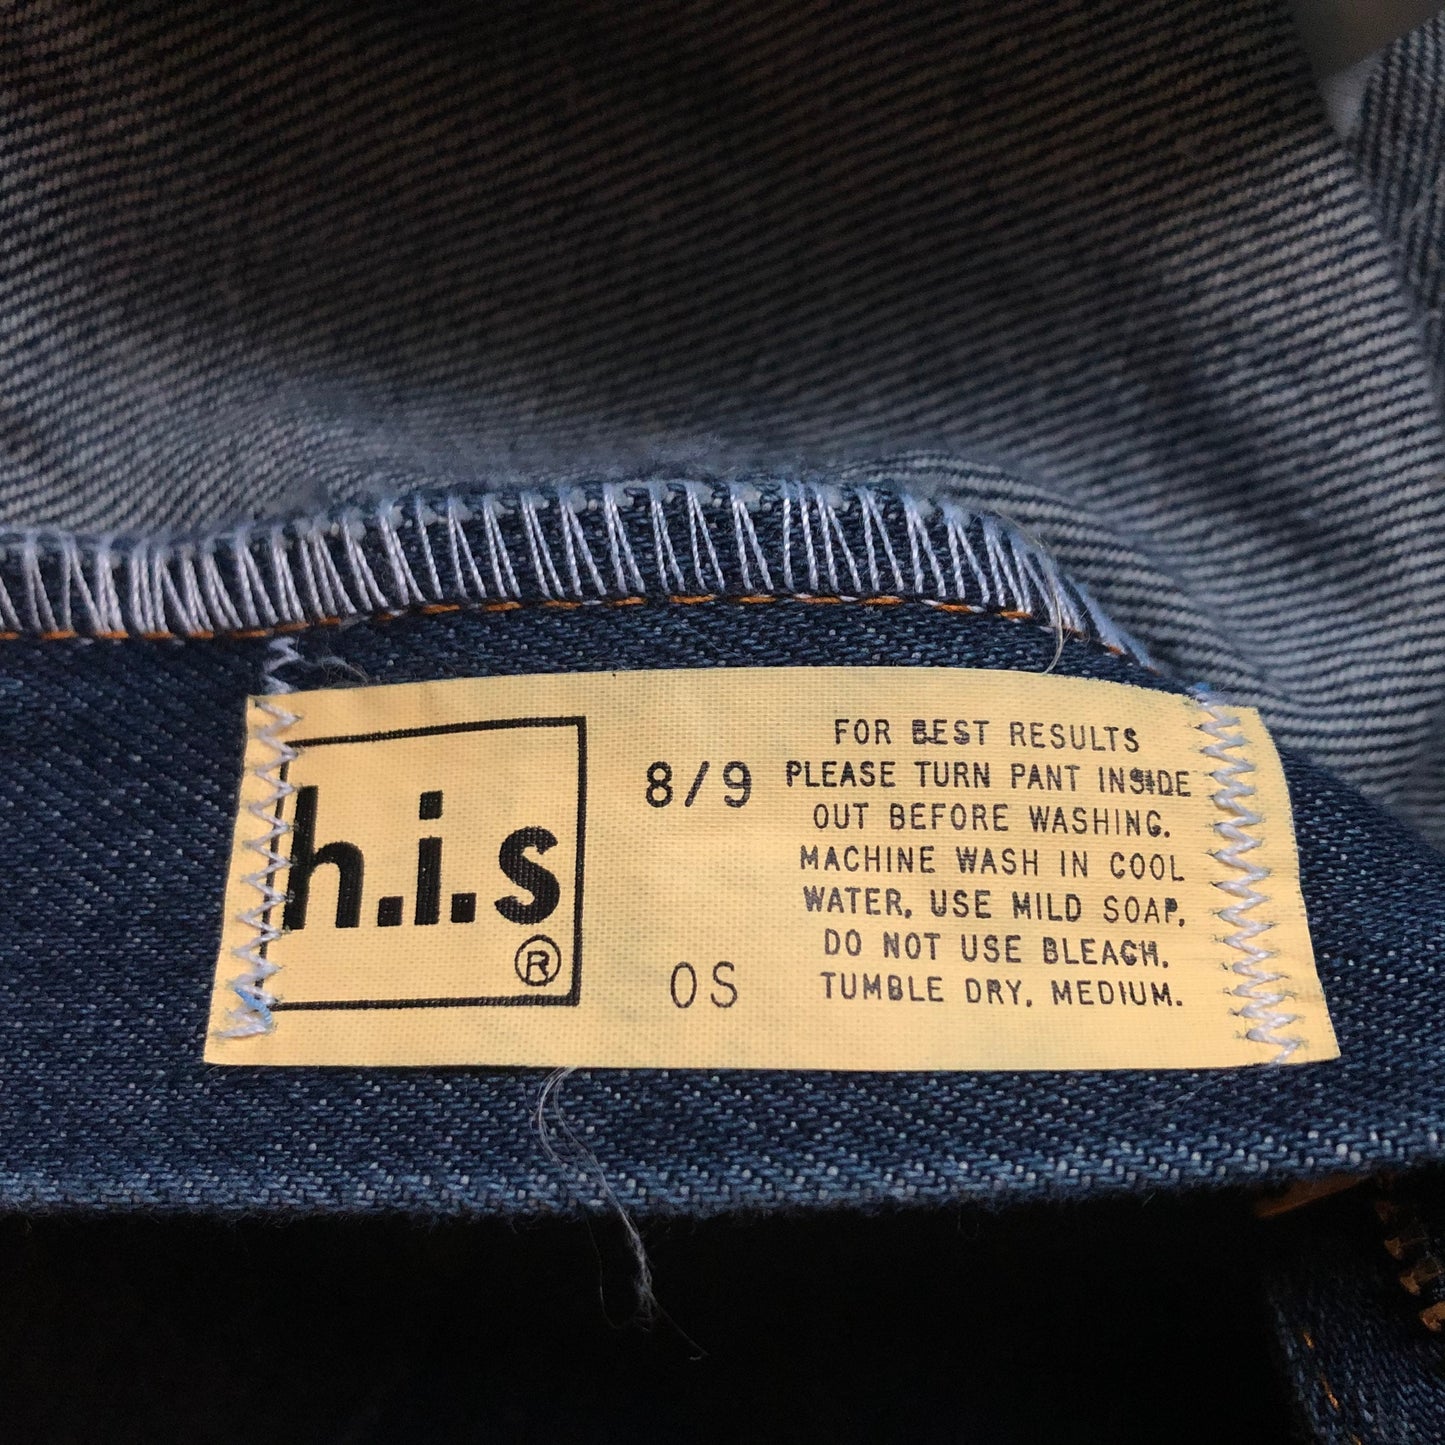 h.i.s
®
8/9
OS
FOR BEST RESULTS
PLEASE TURN PANT INSIDE
OUT BEFORE WASHING.
MACHINE WASH IN COOL
WATER, USE MILD SOAP,
DO NOT USE BLEACH.
TUMBLE DRY, MEDIUM.